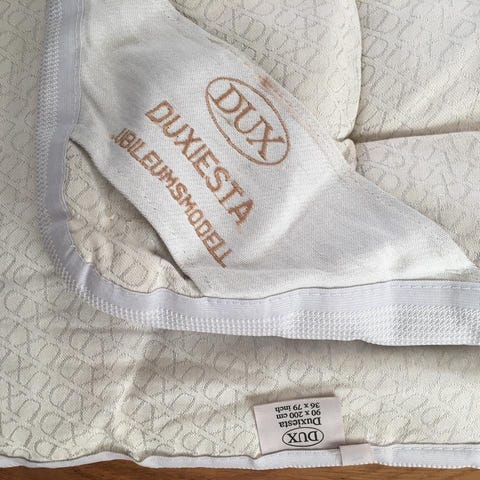 DUX
DUXIESTA
JUBILEUMSMODELL
DUX
Duxiesta
90 x 200 cm
36 x 79 inch